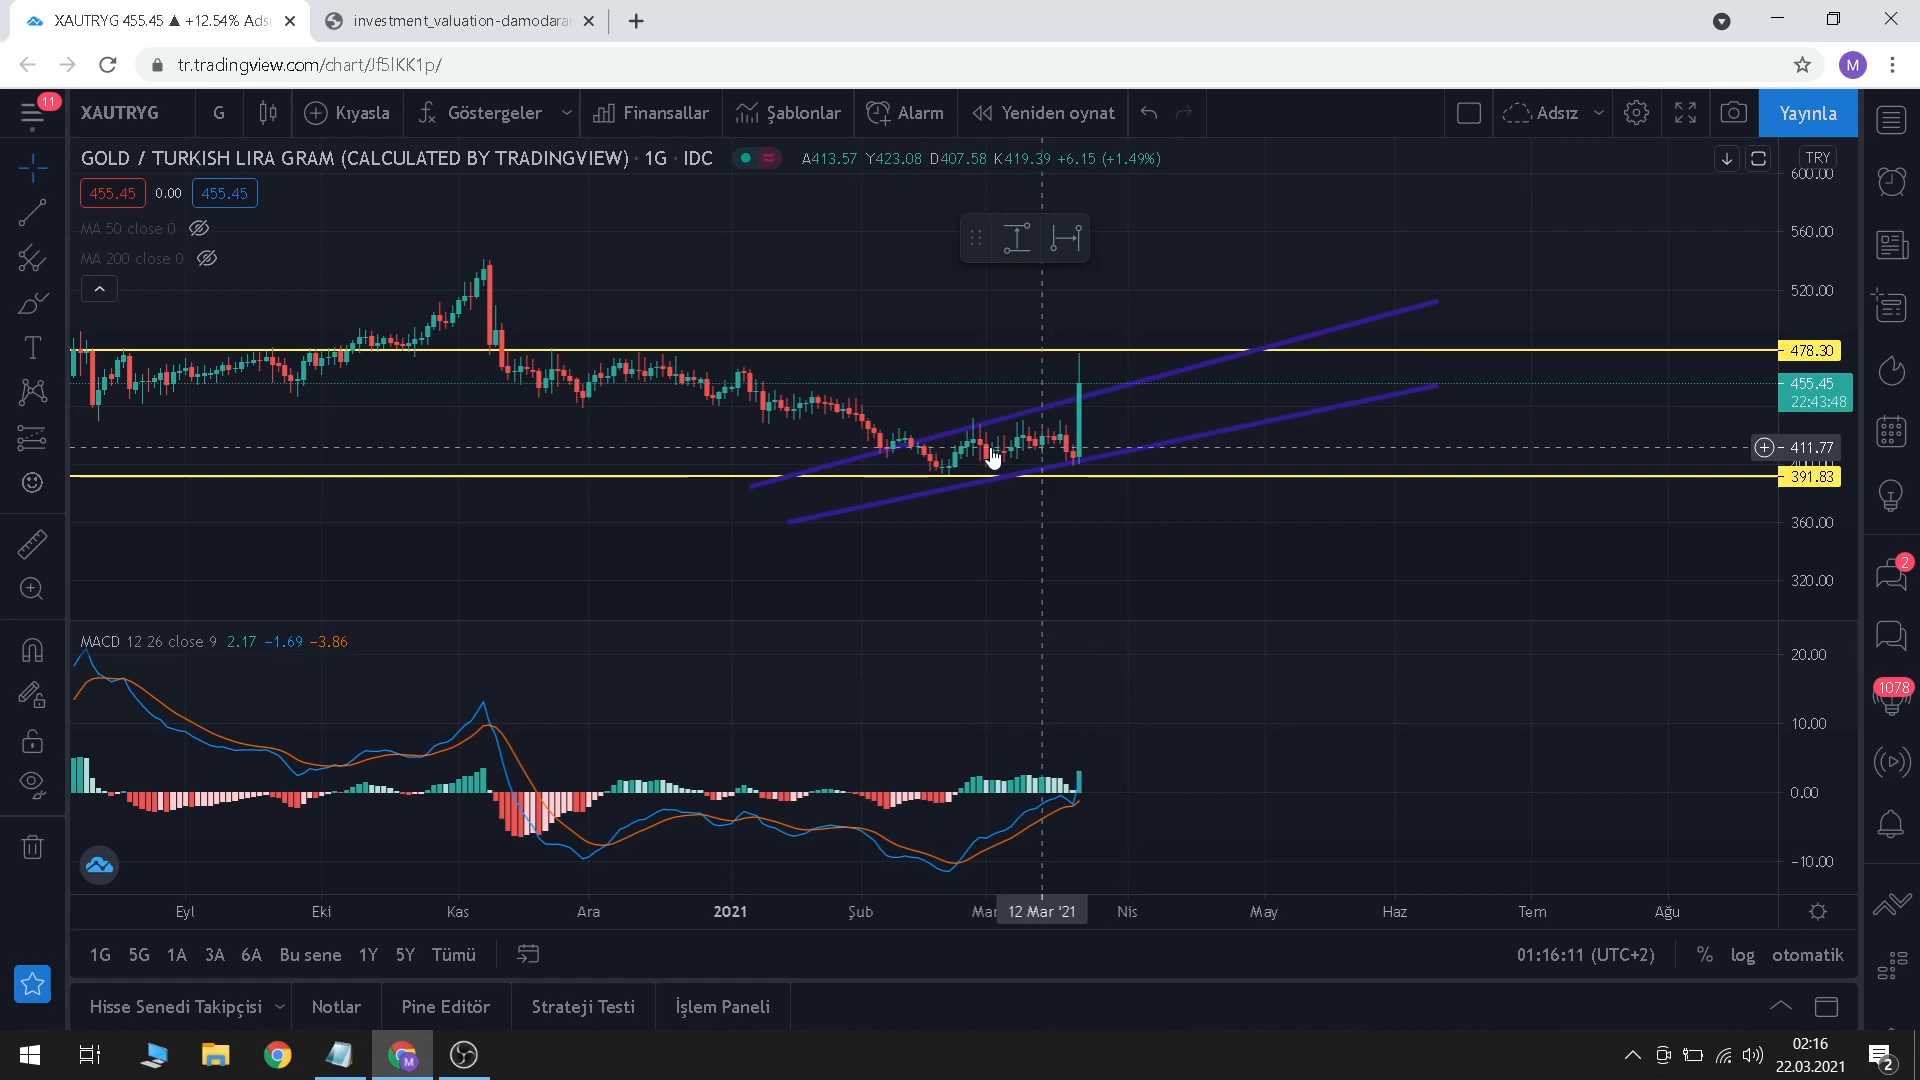 XAUTRYG 455.45 ▲ +12.54% Adsı
investment_valuation-damodaran
tr.tradingview.com/chart/Jf5lKK1p/
M
11
XAUTRYG
G
Kıyasla
Göstergeler
Finansallar
Şablonlar
Alarm
Yeniden oynat
Adsız
Yayınla
GOLD / TURKISH LIRA GRAM (CALCULATED BY TRADINGVIEW) · 1G · IDC
A413.57 Y423.08 D407.58 K419.39 +6.15 (+1.49%)
TRY
455.45 0.00 455.45
MA 50 close 0
MA 200 close 0
600.00
560.00
520.00
478.30
455.45
22:43:48
411.77
391.83
360.00
320.00
MACD 12 26 close 9 2.17 −1.69 −3.86
20.00
10.00
0.00
−10.00
2
1078
Eyl Eki Kas Ara 2021 Şub Mar 12 Mar '21 Nis May Haz Tem Ağu
1G 5G 1A 3A 6A Bu sene 1Y 5Y Tümü
01:16:11 (UTC+2)
% log otomatik
Hisse Senedi Takipçisi
Notlar
Pine Editör
Strateji Testi
İşlem Paneli
M
02:16
22.03.2021
2